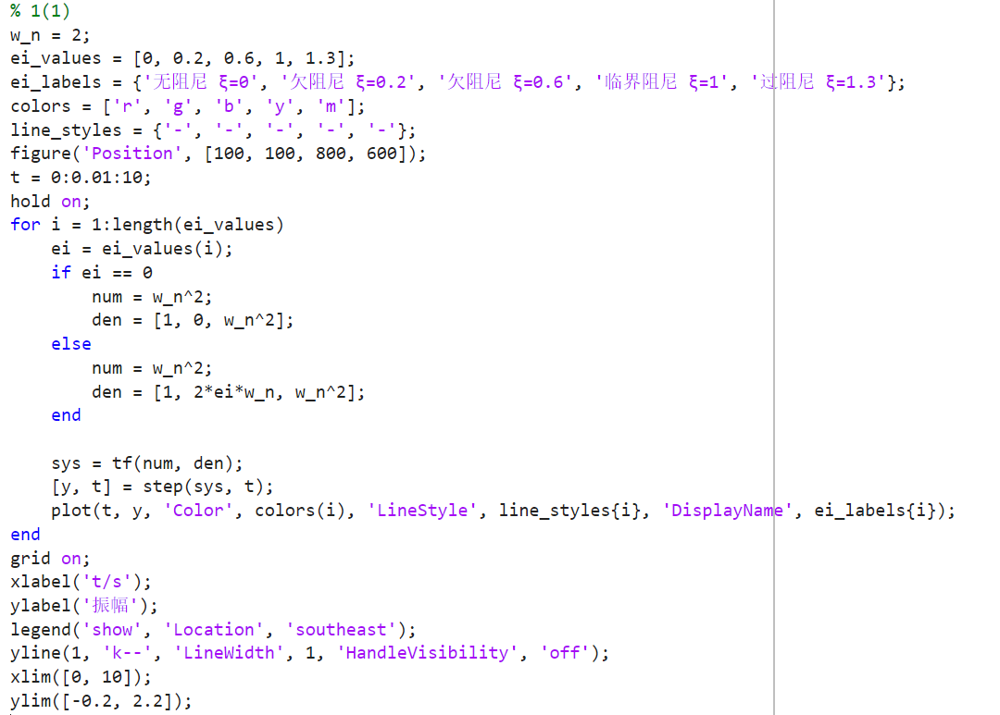 % 1(1)
w_n = 2;
ei_values = [0, 0.2, 0.6, 1, 1.3];
ei_labels = {'无阻尼 ξ=0', '欠阻尼 ξ=0.2', '欠阻尼 ξ=0.6', '临界阻尼 ξ=1', '过阻尼 ξ=1.3'};
colors = ['r', 'g', 'b', 'y', 'm'];
line_styles = {'-', '-', '-', '-', '-'};
figure('Position', [100, 100, 800, 600]);
t = 0:0.01:10;
hold on;
for i = 1:length(ei_values)
    ei = ei_values(i);
    if ei == 0
        num = w_n^2;
        den = [1, 0, w_n^2];
    else
        num = w_n^2;
        den = [1, 2*ei*w_n, w_n^2];
    end
    sys = tf(num, den);
    [y, t] = step(sys, t);
    plot(t, y, 'Color', colors(i), 'LineStyle', line_styles{i}, 'DisplayName', ei_labels{i});
end
grid on;
xlabel('t/s');
ylabel('振幅');
legend('show', 'Location', 'southeast');
yline(1, 'k--', 'LineWidth', 1, 'HandleVisibility', 'off');
xlim([0, 10]);
ylim([-0.2, 2.2]);